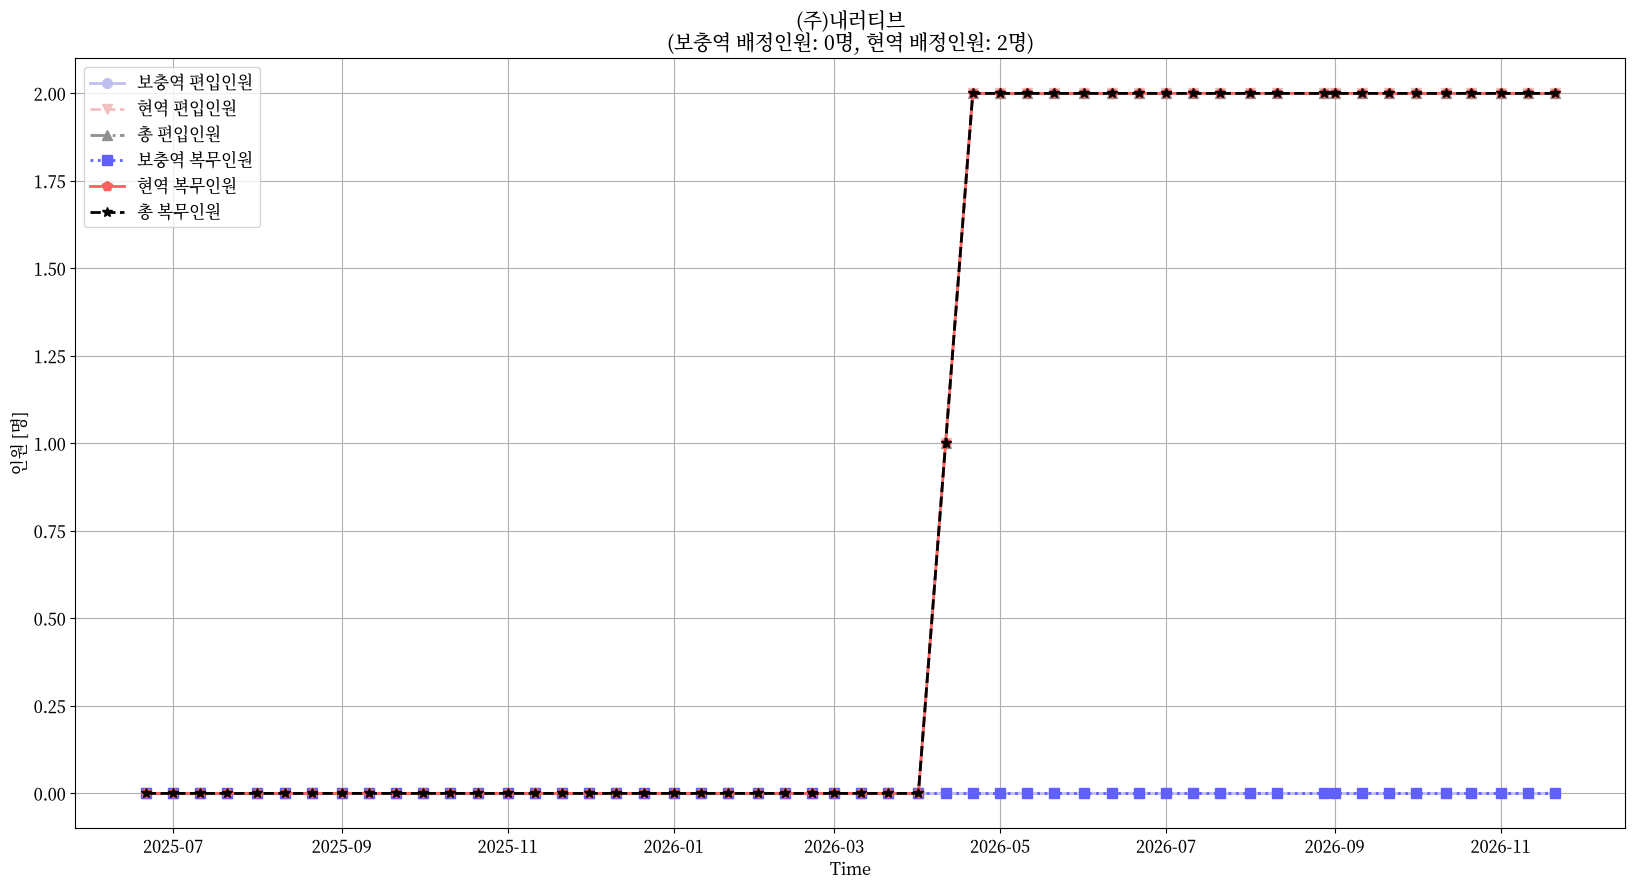 (주)내러티브
(보충역 배정인원: 0명, 현역 배정인원: 2명)
보충역 편입인원
현역 편입인원
총 편입인원
보충역 복무인원
현역 복무인원
총 복무인원
2.00
1.75
1.50
1.25
1.00
0.75
0.50
0.25
0.00
인원 [명]
2025-07 2025-09 2025-11 2026-01 2026-03 2026-05 2026-07 2026-09 2026-11
Time